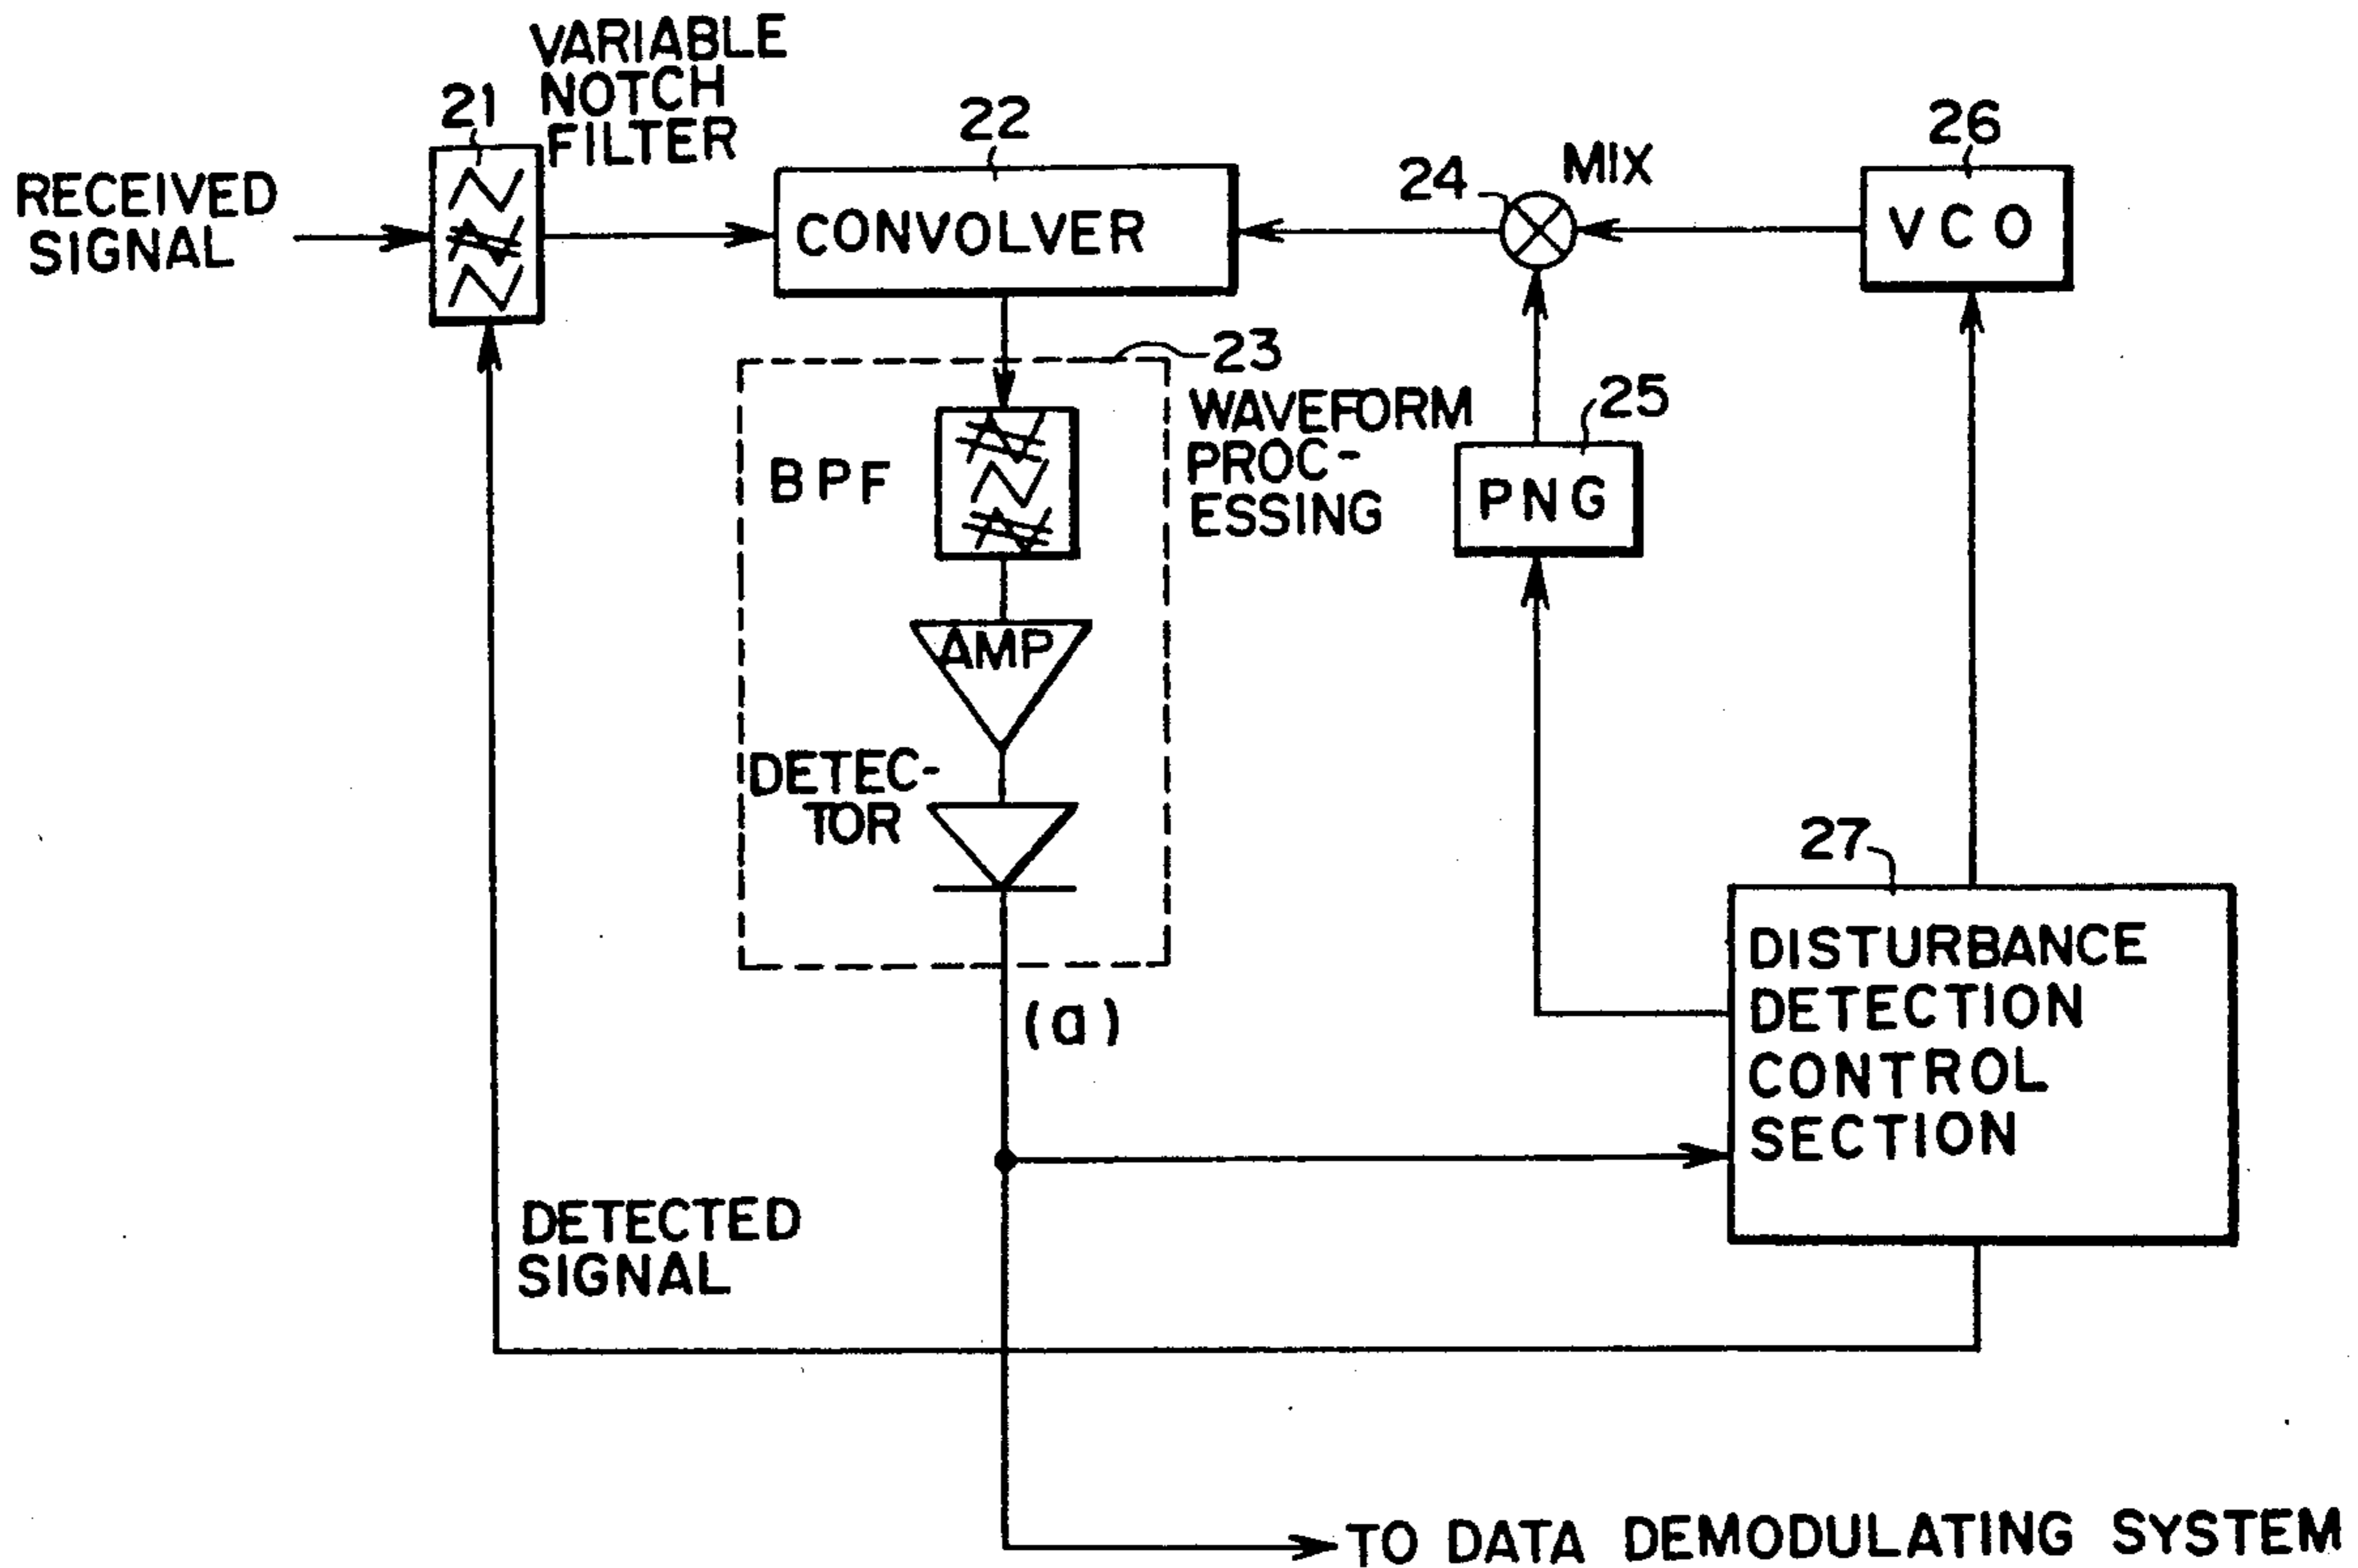 VARIABLE
NOTCH
FILTER
21
RECEIVED
SIGNAL
22
CONVOLVER
24
MIX
26
VCO
23
WAVEFORM
PROC-
ESSING
BPF
25
PNG
AMP
DETEC-
TOR
27
DISTURBANCE
DETECTION
CONTROL
SECTION
(a)
DETECTED
SIGNAL
TO DATA DEMODULATING SYSTEM